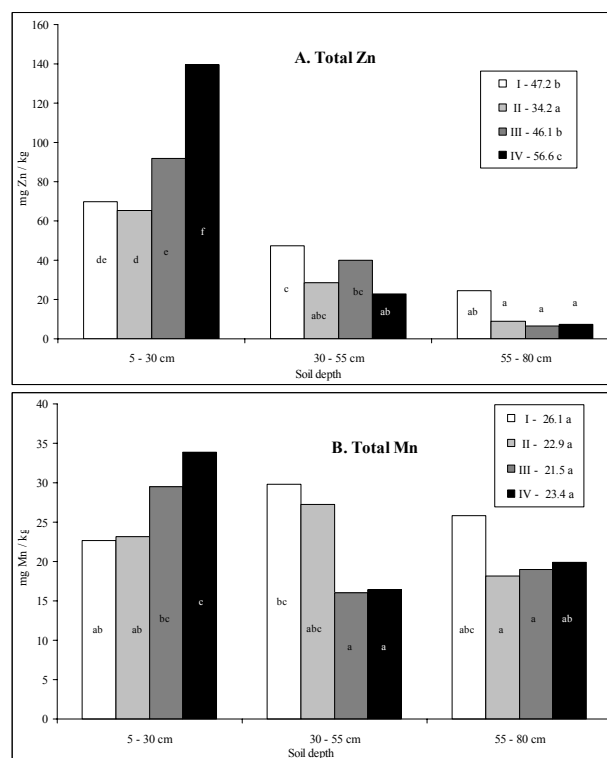 A. Total Zn
160
140
120
100
80
60
40
20
0
mg Zn / kg
I - 47.2 b
II - 34.2 a
III - 46.1 b
IV - 56.6 c
de
d
e
f
c
abc
bc
ab
ab
a
a
a
5 - 30 cm
30 - 55 cm
55 - 80 cm
Soil depth
B. Total Mn
40
35
30
25
20
15
10
5
0
mg Mn / kg
I - 26.1 a
II - 22.9 a
III - 21.5 a
IV - 23.4 a
ab
ab
bc
c
bc
abc
a
a
abc
a
a
ab
5 - 30 cm
30 - 55 cm
55 - 80 cm
Soil depth